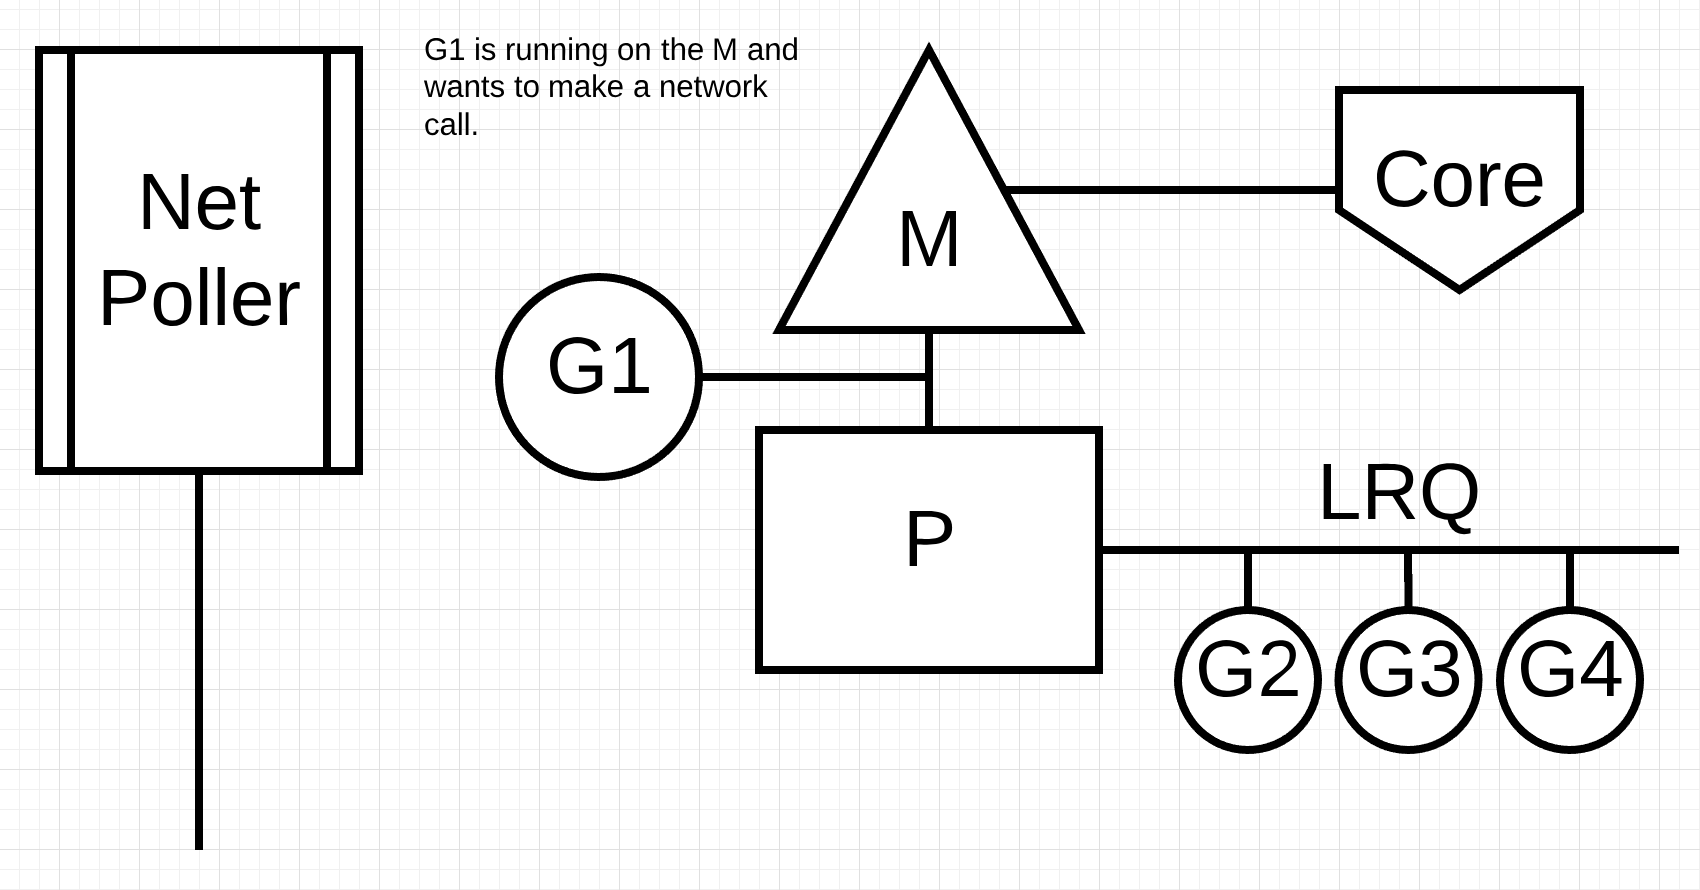 G1 is running on the M and
wants to make a network
call.
Net
Poller
M
Core
G1
P
LRQ
G2
G3
G4